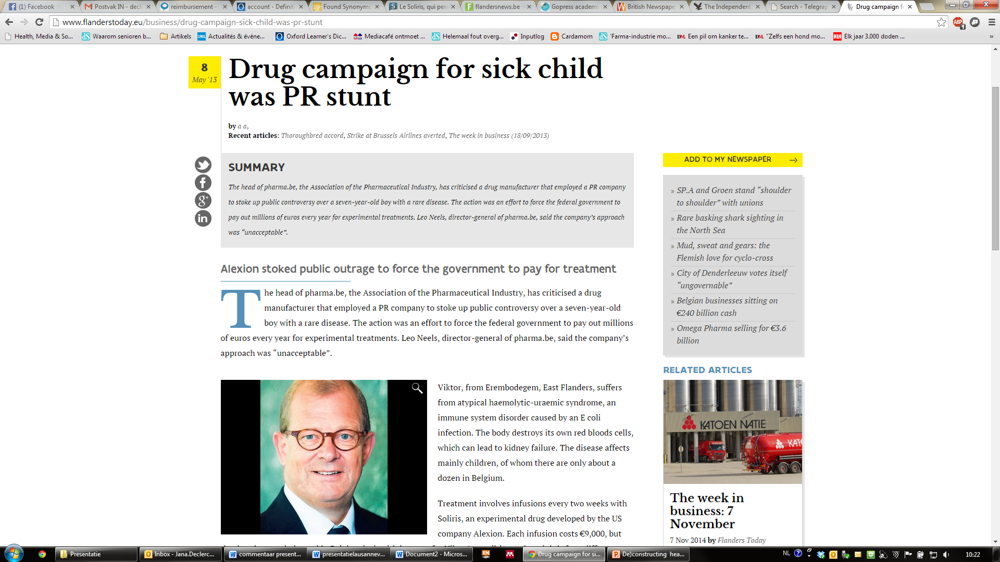 (1) Facebook
Postvak IN - decl
reimbursement -
account - Definiti
Found Synonyms
Le Soliris, qui per
flandersnews.be
Gopress academi
British Newspape
The Independent
Search - Telegrap
Drug campaign f
www.flanderstoday.eu/business/drug-campaign-sick-child-was-pr-stunt
ABP 1
Health, Media & So...
dS Waarom senioren b...
Artikels
UNIL Actualités & événe...
Oxford Learner's Dic...
Mediacafé ontmoet ...
dS Helemaal fout overg...
Inputlog
Cardamom
dS 'Farma-industrie mo...
DM. Een pil om kanker te...
DM. "Zelfs een hond mo...
HLN Elk jaar 3.000 doden ...
»
8
May '13
Drug campaign for sick child
was PR stunt
by a a,
Recent articles: Thoroughbred accord, Strike at Brussels Airlines averted, The week in business (18/09/2013)
SUMMARY
The head of pharma.be, the Association of the Pharmaceutical Industry, has criticised a drug manufacturer that employed a PR company
to stoke up public controversy over a seven-year-old boy with a rare disease. The action was an effort to force the federal government to
pay out millions of euros every year for experimental treatments. Leo Neels, director-general of pharma.be, said the company's approach
was “unacceptable”.
Alexion stoked public outrage to force the government to pay for treatment
The head of pharma.be, the Association of the Pharmaceutical Industry, has criticised a drug
manufacturer that employed a PR company to stoke up public controversy over a seven-year-old
boy with a rare disease. The action was an effort to force the federal government to pay out millions
of euros every year for experimental treatments. Leo Neels, director-general of pharma.be, said the company's
approach was “unacceptable”.
Viktor, from Erembodegem, East Flanders, suffers
from atypical haemolytic-uraemic syndrome, an
immune system disorder caused by an E coli
infection. The body destroys its own red bloods cells,
which can lead to kidney failure. The disease affects
mainly children, of whom there are only about a
dozen in Belgium.
Treatment involves infusions every two weeks with
Soliris, an experimental drug developed by the US
company Alexion. Each infusion costs €9,000, but
ADD TO MY NEWSPAPER
» SP.A and Groen stand “shoulder
to shoulder” with unions
» Rare basking shark sighting in
the North Sea
» Mud, sweat and gears: the
Flemish love for cyclo-cross
» City of Denderleeuw votes itself
“ungovernable”
» Belgian businesses sitting on
€240 billion cash
» Omega Pharma selling for €3.6
billion
RELATED ARTICLES
KATOEN NATIE
KAT
The week in
business: 7
November
7 Nov 2014 by Flanders Today
Presentatie
Inbox - Jana.Declerc...
commentaar present...
presentatielausannev...
Document2 - Micros...
EN
Drug campaign for si...
De)constructing hea...
NL
10:22